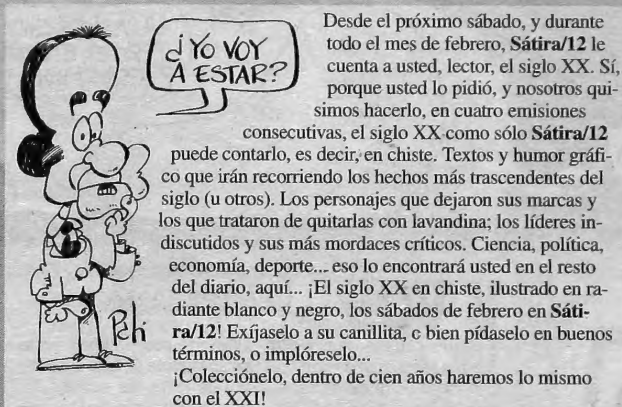 ¿YO VOY
A ESTAR?
Pati
Desde el próximo sábado, y durante
todo el mes de febrero, Sátira/12 le
cuenta a usted, lector, el siglo XX. Sí,
porque usted lo pidió, y nosotros qui-
simos hacerlo, en cuatro emisiones
consecutivas, el siglo XX como sólo Sátira/12
puede contarlo, es decir, en chiste. Textos y humor gráfi-
co que irán recorriendo los hechos más trascendentes del
siglo (u otros). Los personajes que dejaron sus marcas y
los que trataron de quitarlas con lavandina; los líderes in-
discutidos y sus más mordaces críticos. Ciencia, política,
economía, deporte... eso lo encontrará usted en el resto
del diario, aquí... ¡El siglo XX en chiste, ilustrado en ra-
diante blanco y negro, los sábados de febrero en Sáti-
ra/12! Exíjaselo a su canillita, o bien pídaselo en buenos
términos, o implóreselo...
¡Colecciónelo, dentro de cien años haremos lo mismo
con el XXI!